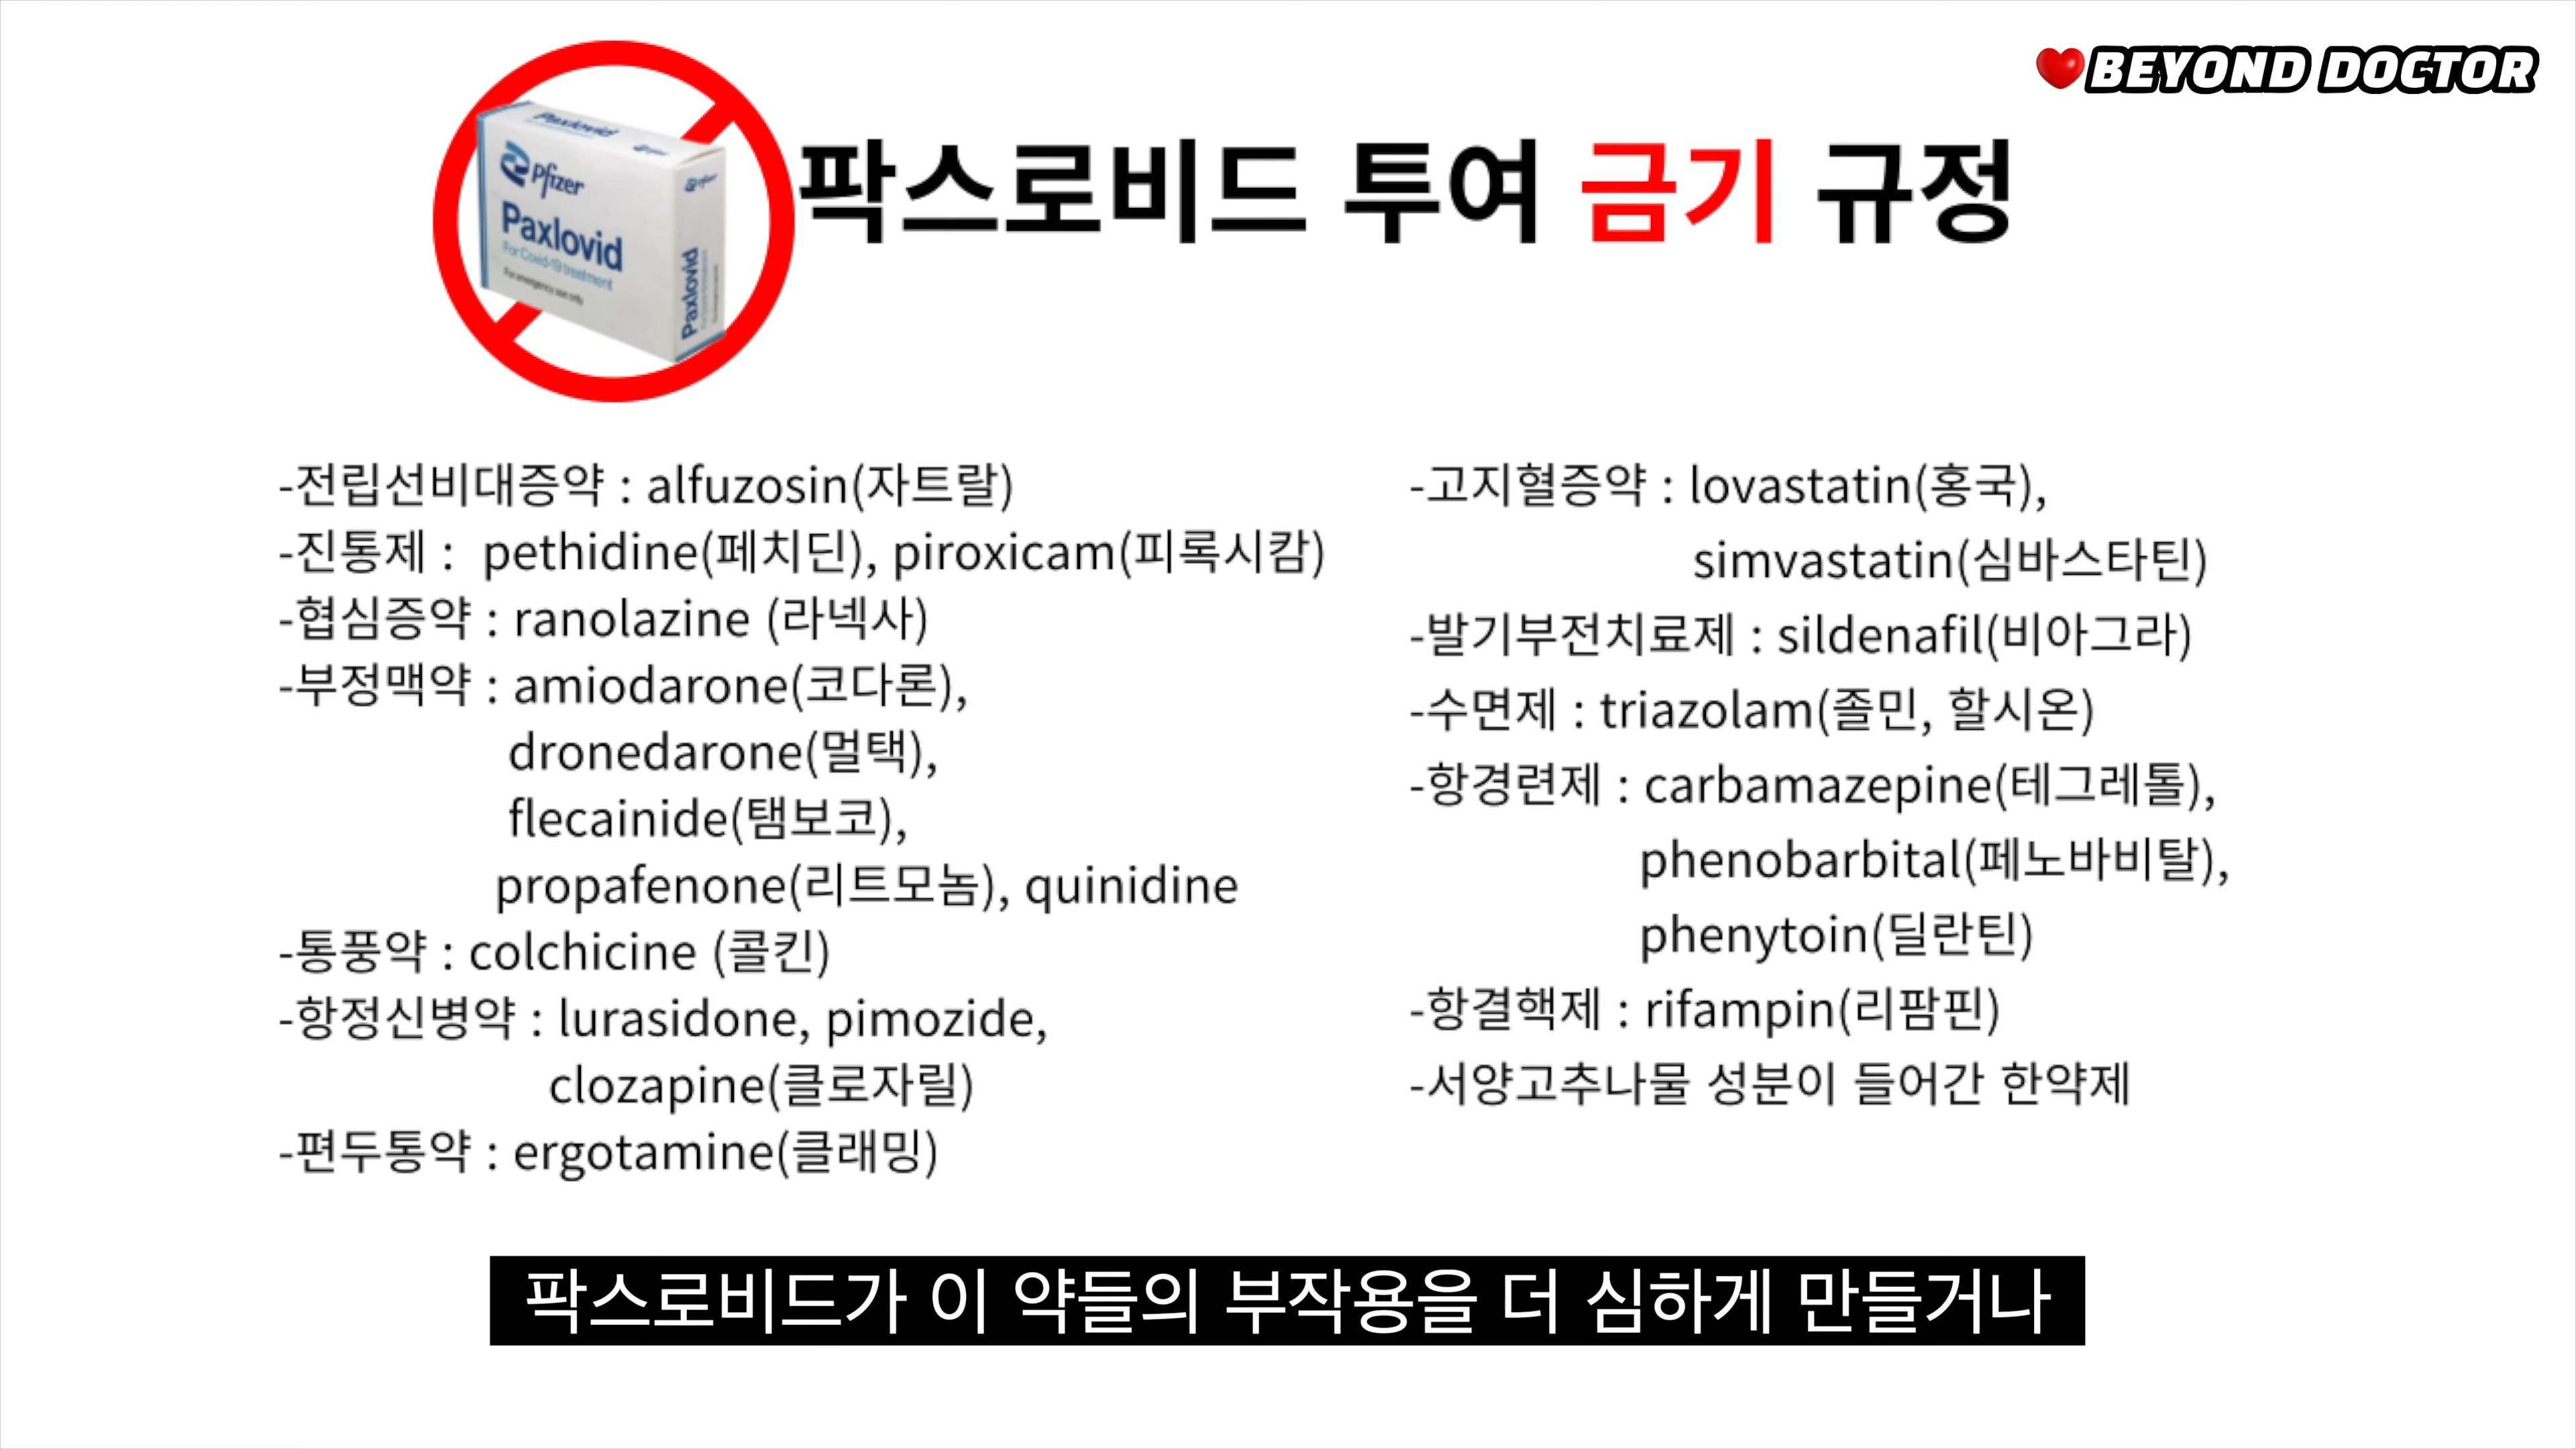 BEYOND DOCTOR
Paxlovid
Pfizer
Pfizer
Paxlovid
For Covid-19 treatment
For emergency use only
Paxlovid
팍스로비드 투여 금기 규정
-전립선비대증약 : alfuzosin(자트랄)
-진통제 : pethidine(페치딘), piroxicam(피록시캄)
-협심증약 : ranolazine (라넥사)
-부정맥약 : amiodarone(코다론),
dronedarone(멀택),
flecainide(탬보코),
propafenone(리트모놈), quinidine
-통풍약 : colchicine (콜킨)
-항정신병약 : lurasidone, pimozide,
clozapine(클로자릴)
-편두통약 : ergotamine(클래밍)
-고지혈증약 : lovastatin(홍국),
simvastatin(심바스타틴)
-발기부전치료제 : sildenafil(비아그라)
-수면제 : triazolam(졸민, 할시온)
-항경련제 : carbamazepine(테그레톨),
phenobarbital(페노바비탈),
phenytoin(딜란틴)
-항결핵제 : rifampin(리팜핀)
-서양고추나물 성분이 들어간 한약제
팍스로비드가 이 약들의 부작용을 더 심하게 만들거나